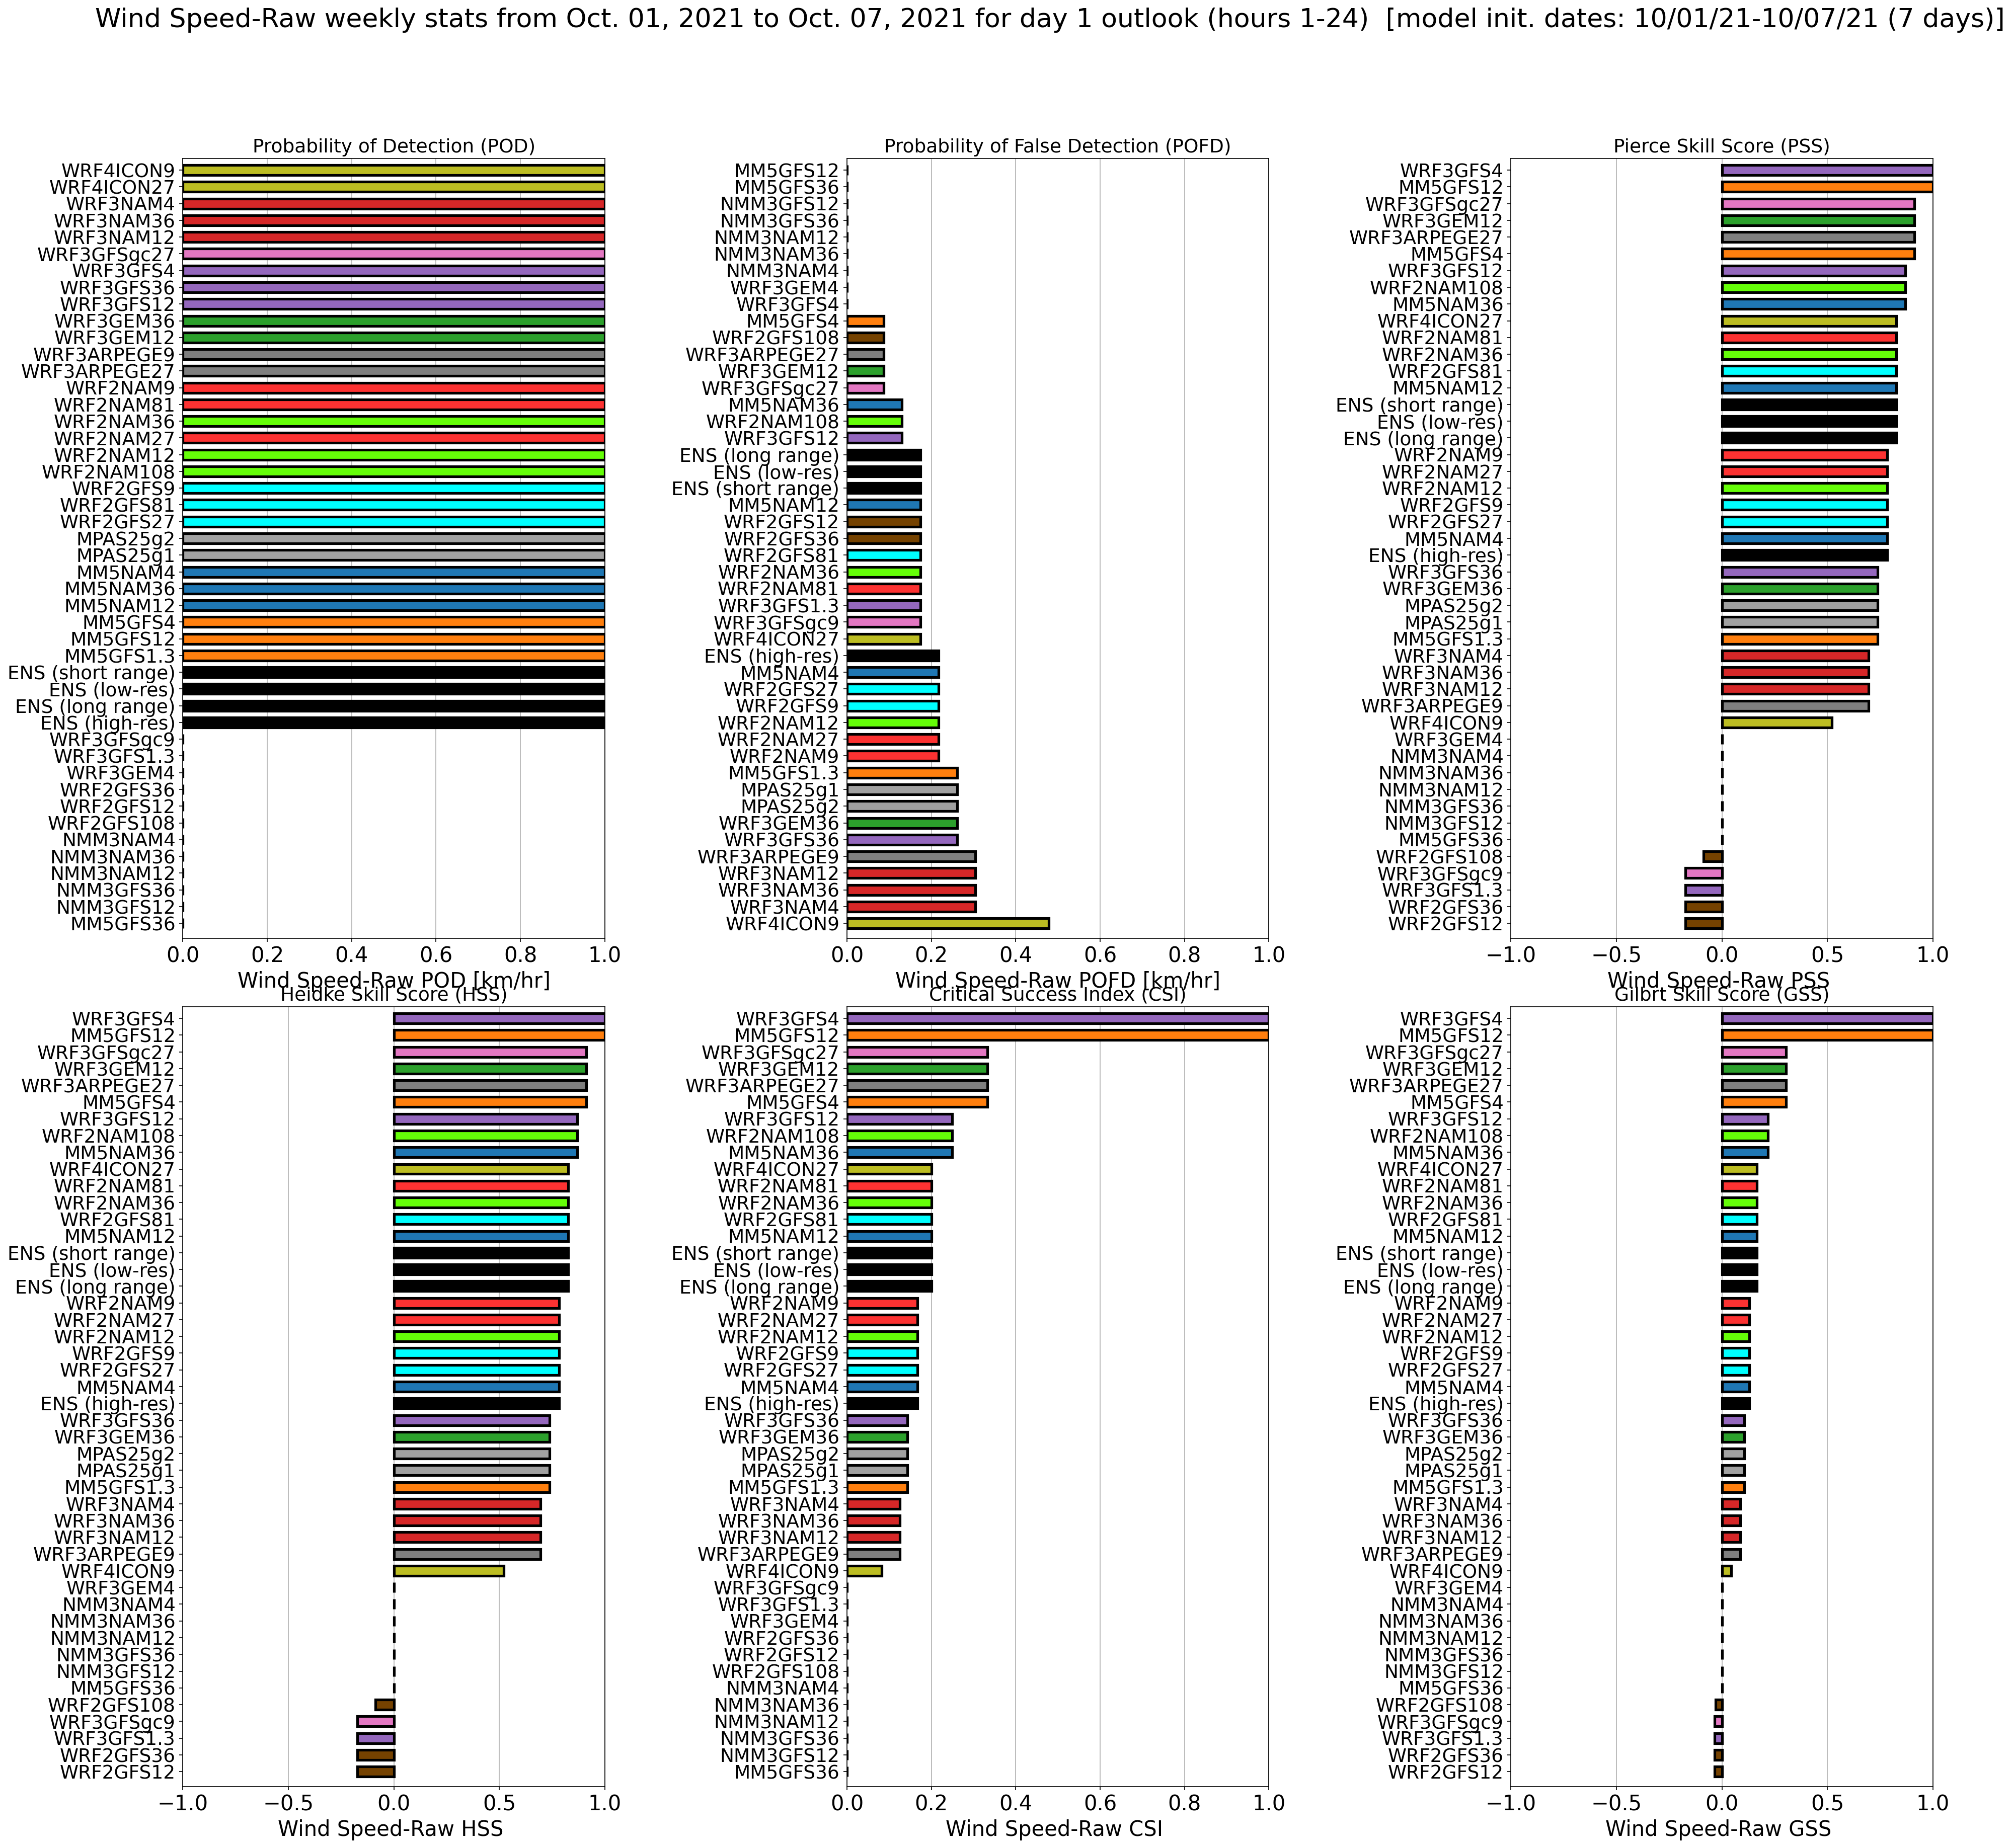 Wind Speed-Raw weekly stats from Oct. 01, 2021 to Oct. 07, 2021 for day 1 outlook (hours 1-24)  [model init. dates: 10/01/21-10/07/21 (7 days)]
Probability of Detection (POD)
WRF4ICON9
WRF4ICON27
WRF3NAM4
WRF3NAM36
WRF3NAM12
WRF3GFSgc27
WRF3GFS4
WRF3GFS36
WRF3GFS12
WRF3GEM36
WRF3GEM12
WRF3ARPEGE9
WRF3ARPEGE27
WRF2NAM9
WRF2NAM81
WRF2NAM36
WRF2NAM27
WRF2NAM12
WRF2NAM108
WRF2GFS9
WRF2GFS81
WRF2GFS27
MPAS25g2
MPAS25g1
MM5NAM4
MM5NAM36
MM5NAM12
MM5GFS4
MM5GFS12
MM5GFS1.3
ENS (short range)
ENS (low-res)
ENS (long range)
ENS (high-res)
WRF3GFSgc9
WRF3GFS1.3
WRF3GEM4
WRF2GFS36
WRF2GFS12
WRF2GFS108
NMM3NAM4
NMM3NAM36
NMM3NAM12
NMM3GFS36
NMM3GFS12
MM5GFS36
0.0 0.2 0.4 0.6 0.8 1.0
Wind Speed-Raw POD [km/hr]
Probability of False Detection (POFD)
MM5GFS12
MM5GFS36
NMM3GFS12
NMM3GFS36
NMM3NAM12
NMM3NAM36
NMM3NAM4
WRF3GEM4
WRF3GFS4
MM5GFS4
WRF2GFS108
WRF3ARPEGE27
WRF3GEM12
WRF3GFSgc27
MM5NAM36
WRF2NAM108
WRF3GFS12
ENS (long range)
ENS (low-res)
ENS (short range)
MM5NAM12
WRF2GFS12
WRF2GFS36
WRF2GFS81
WRF2NAM36
WRF2NAM81
WRF3GFS1.3
WRF3GFSgc9
WRF4ICON27
ENS (high-res)
MM5NAM4
WRF2GFS27
WRF2GFS9
WRF2NAM12
WRF2NAM27
WRF2NAM9
MM5GFS1.3
MPAS25g1
MPAS25g2
WRF3GEM36
WRF3GFS36
WRF3ARPEGE9
WRF3NAM12
WRF3NAM36
WRF3NAM4
WRF4ICON9
0.0 0.2 0.4 0.6 0.8 1.0
Wind Speed-Raw POFD [km/hr]
Pierce Skill Score (PSS)
WRF3GFS4
MM5GFS12
WRF3GFSgc27
WRF3GEM12
WRF3ARPEGE27
MM5GFS4
WRF3GFS12
WRF2NAM108
MM5NAM36
WRF4ICON27
WRF2NAM81
WRF2NAM36
WRF2GFS81
MM5NAM12
ENS (short range)
ENS (low-res)
ENS (long range)
WRF2NAM9
WRF2NAM27
WRF2NAM12
WRF2GFS9
WRF2GFS27
MM5NAM4
ENS (high-res)
WRF3GFS36
WRF3GEM36
MPAS25g2
MPAS25g1
MM5GFS1.3
WRF3NAM4
WRF3NAM36
WRF3NAM12
WRF3ARPEGE9
WRF4ICON9
WRF3GEM4
NMM3NAM4
NMM3NAM36
NMM3NAM12
NMM3GFS36
NMM3GFS12
MM5GFS36
WRF2GFS108
WRF3GFSgc9
WRF3GFS1.3
WRF2GFS36
WRF2GFS12
−1.0 −0.5 0.0 0.5 1.0
Wind Speed-Raw PSS
Heidke Skill Score (HSS)
WRF3GFS4
MM5GFS12
WRF3GFSgc27
WRF3GEM12
WRF3ARPEGE27
MM5GFS4
WRF3GFS12
WRF2NAM108
MM5NAM36
WRF4ICON27
WRF2NAM81
WRF2NAM36
WRF2GFS81
MM5NAM12
ENS (short range)
ENS (low-res)
ENS (long range)
WRF2NAM9
WRF2NAM27
WRF2NAM12
WRF2GFS9
WRF2GFS27
MM5NAM4
ENS (high-res)
WRF3GFS36
WRF3GEM36
MPAS25g2
MPAS25g1
MM5GFS1.3
WRF3NAM4
WRF3NAM36
WRF3NAM12
WRF3ARPEGE9
WRF4ICON9
WRF3GEM4
NMM3NAM4
NMM3NAM36
NMM3NAM12
NMM3GFS36
NMM3GFS12
MM5GFS36
WRF2GFS108
WRF3GFSgc9
WRF3GFS1.3
WRF2GFS36
WRF2GFS12
−1.0 −0.5 0.0 0.5 1.0
Wind Speed-Raw HSS
Critical Success Index (CSI)
WRF3GFS4
MM5GFS12
WRF3GFSgc27
WRF3GEM12
WRF3ARPEGE27
MM5GFS4
WRF3GFS12
WRF2NAM108
MM5NAM36
WRF4ICON27
WRF2NAM81
WRF2NAM36
WRF2GFS81
MM5NAM12
ENS (short range)
ENS (low-res)
ENS (long range)
WRF2NAM9
WRF2NAM27
WRF2NAM12
WRF2GFS9
WRF2GFS27
MM5NAM4
ENS (high-res)
WRF3GFS36
WRF3GEM36
MPAS25g2
MPAS25g1
MM5GFS1.3
WRF3NAM4
WRF3NAM36
WRF3NAM12
WRF3ARPEGE9
WRF4ICON9
WRF3GFSgc9
WRF3GFS1.3
WRF3GEM4
WRF2GFS36
WRF2GFS12
WRF2GFS108
NMM3NAM4
NMM3NAM36
NMM3NAM12
NMM3GFS36
NMM3GFS12
MM5GFS36
0.0 0.2 0.4 0.6 0.8 1.0
Wind Speed-Raw CSI
Gilbrt Skill Score (GSS)
WRF3GFS4
MM5GFS12
WRF3GFSgc27
WRF3GEM12
WRF3ARPEGE27
MM5GFS4
WRF3GFS12
WRF2NAM108
MM5NAM36
WRF4ICON27
WRF2NAM81
WRF2NAM36
WRF2GFS81
MM5NAM12
ENS (short range)
ENS (low-res)
ENS (long range)
WRF2NAM9
WRF2NAM27
WRF2NAM12
WRF2GFS9
WRF2GFS27
MM5NAM4
ENS (high-res)
WRF3GFS36
WRF3GEM36
MPAS25g2
MPAS25g1
MM5GFS1.3
WRF3NAM4
WRF3NAM36
WRF3NAM12
WRF3ARPEGE9
WRF4ICON9
WRF3GEM4
NMM3NAM4
NMM3NAM36
NMM3NAM12
NMM3GFS36
NMM3GFS12
MM5GFS36
WRF2GFS108
WRF3GFSgc9
WRF3GFS1.3
WRF2GFS36
WRF2GFS12
−1.0 −0.5 0.0 0.5 1.0
Wind Speed-Raw GSS